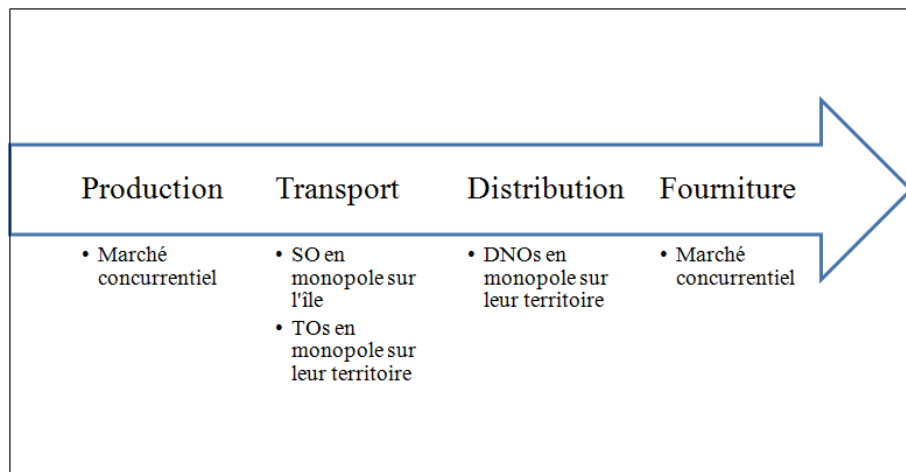 Production
Transport
Distribution
Fourniture
• Marché
concurrentiel
• SO en
monopole sur
l'île
• TOs en
monopole sur
leur territoire
• DNOs en
monopole sur
leur territoire
• Marché
concurrentiel